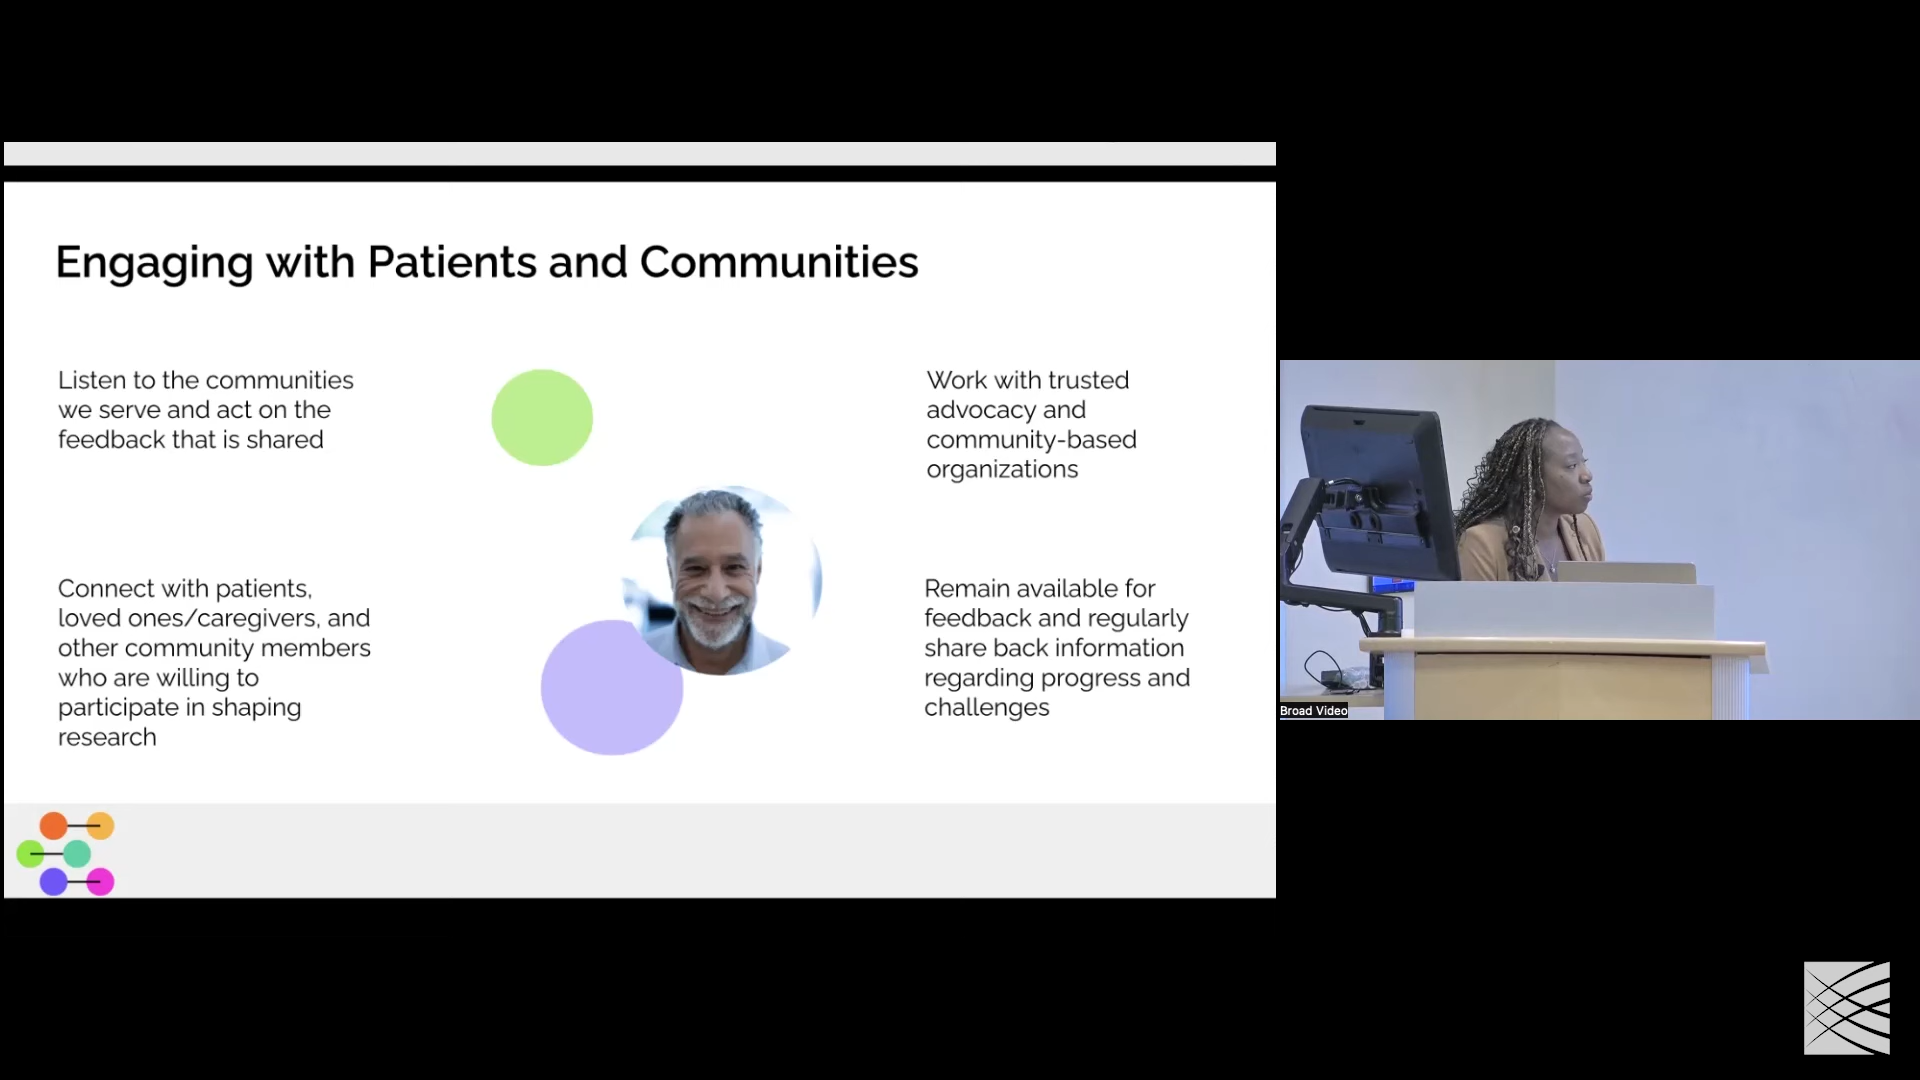 Engaging with Patients and Communities
Listen to the communities
we serve and act on the
feedback that is shared
Connect with patients,
loved ones/caregivers, and
other community members
who are willing to
participate in shaping
research
Work with trusted
advocacy and
community-based
organizations
Remain available for
feedback and regularly
share back information
regarding progress and
challenges
Broad Video